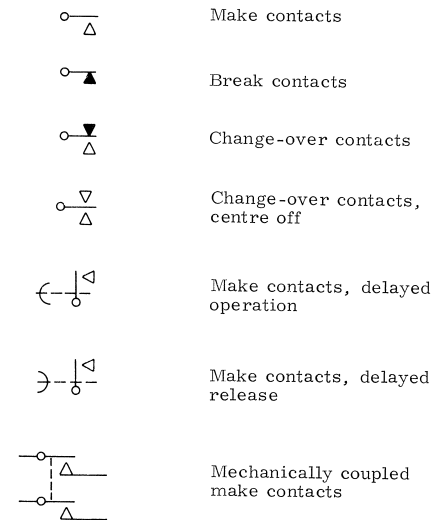 Make contacts
Break contacts
Change-over contacts
Change-over contacts,
centre off
Make contacts, delayed
operation
Make contacts, delayed
release
Mechanically coupled
make contacts